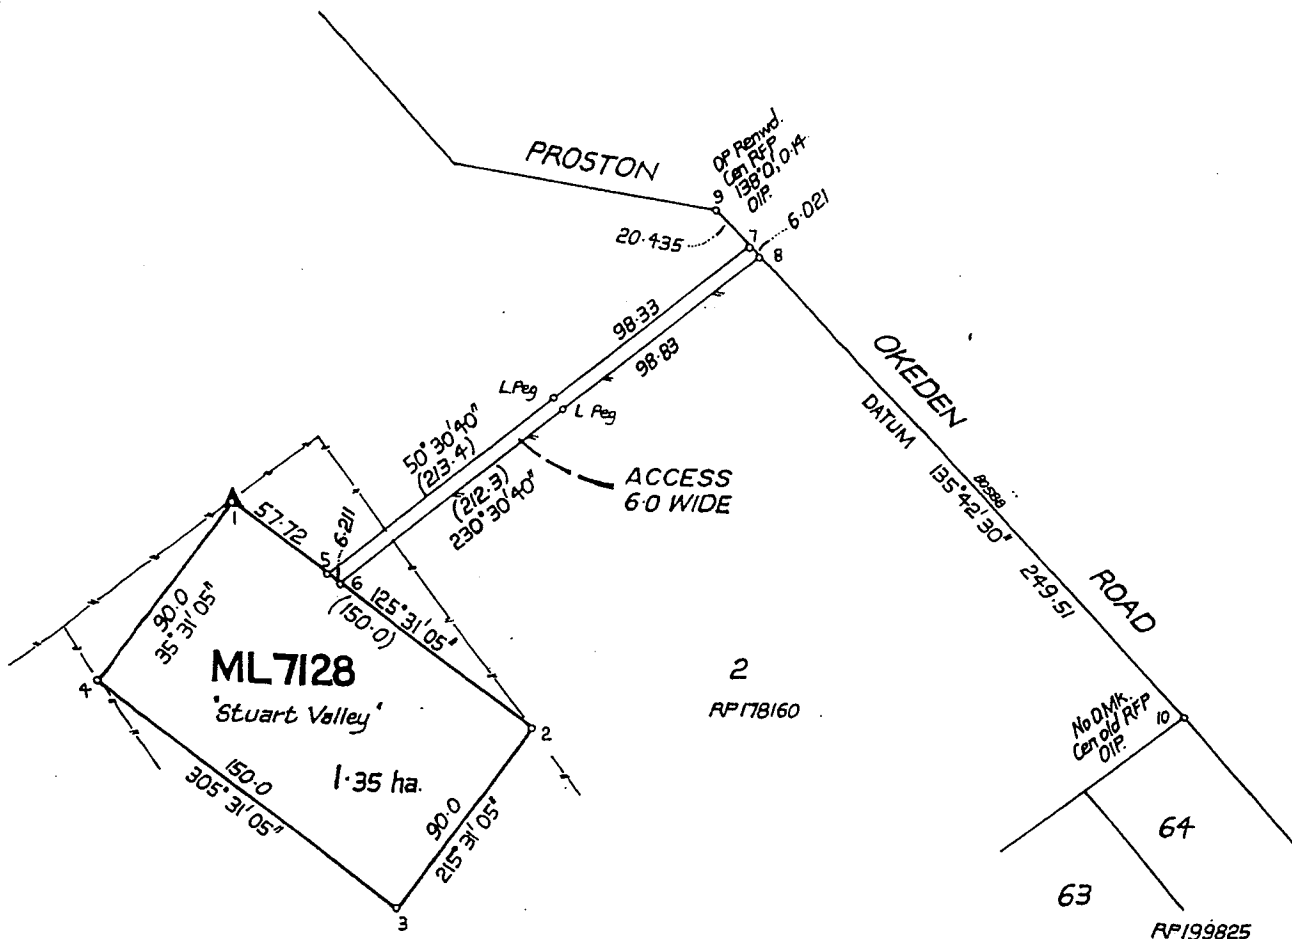 PROSTON
OP Renwd.
Cen RFP
138°0', 0·14
OIP.
9
20·435
7
6·021
8
98·33
98·83
L.Peg
L Peg
OKEDEN
ROAD
DATUM
80588
135°42'30"
249·51
50°30'40"
(213·4)
(212·3)
230°30'40"
ACCESS
6·0 WIDE
1
57·72
5
6·211
6
125°31'05"
(150·0)
90·0
35°31'05"
ML7128
'Stuart Valley'
1·35 ha.
4
150·0
305°31'05"
2
90·0
215°31'05"
3
2
RP178160
No O.Mk.
Cen old RFP
OIP.
10
64
63
RP199825